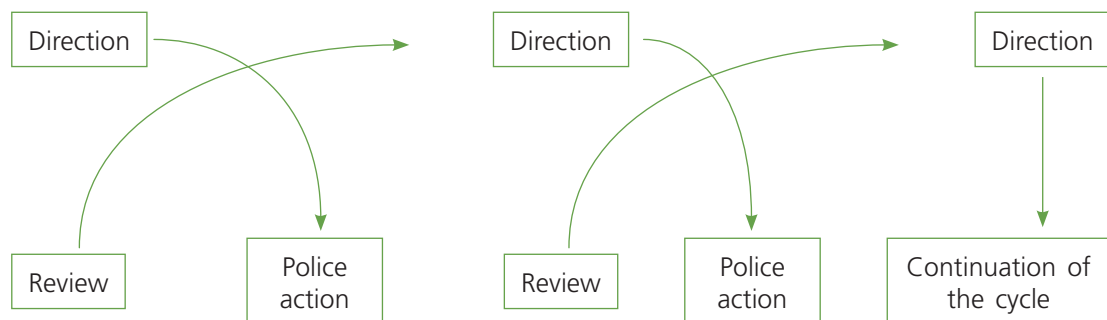 Direction
Direction
Direction
Review
Police
action
Review
Police
action
Continuation of
the cycle